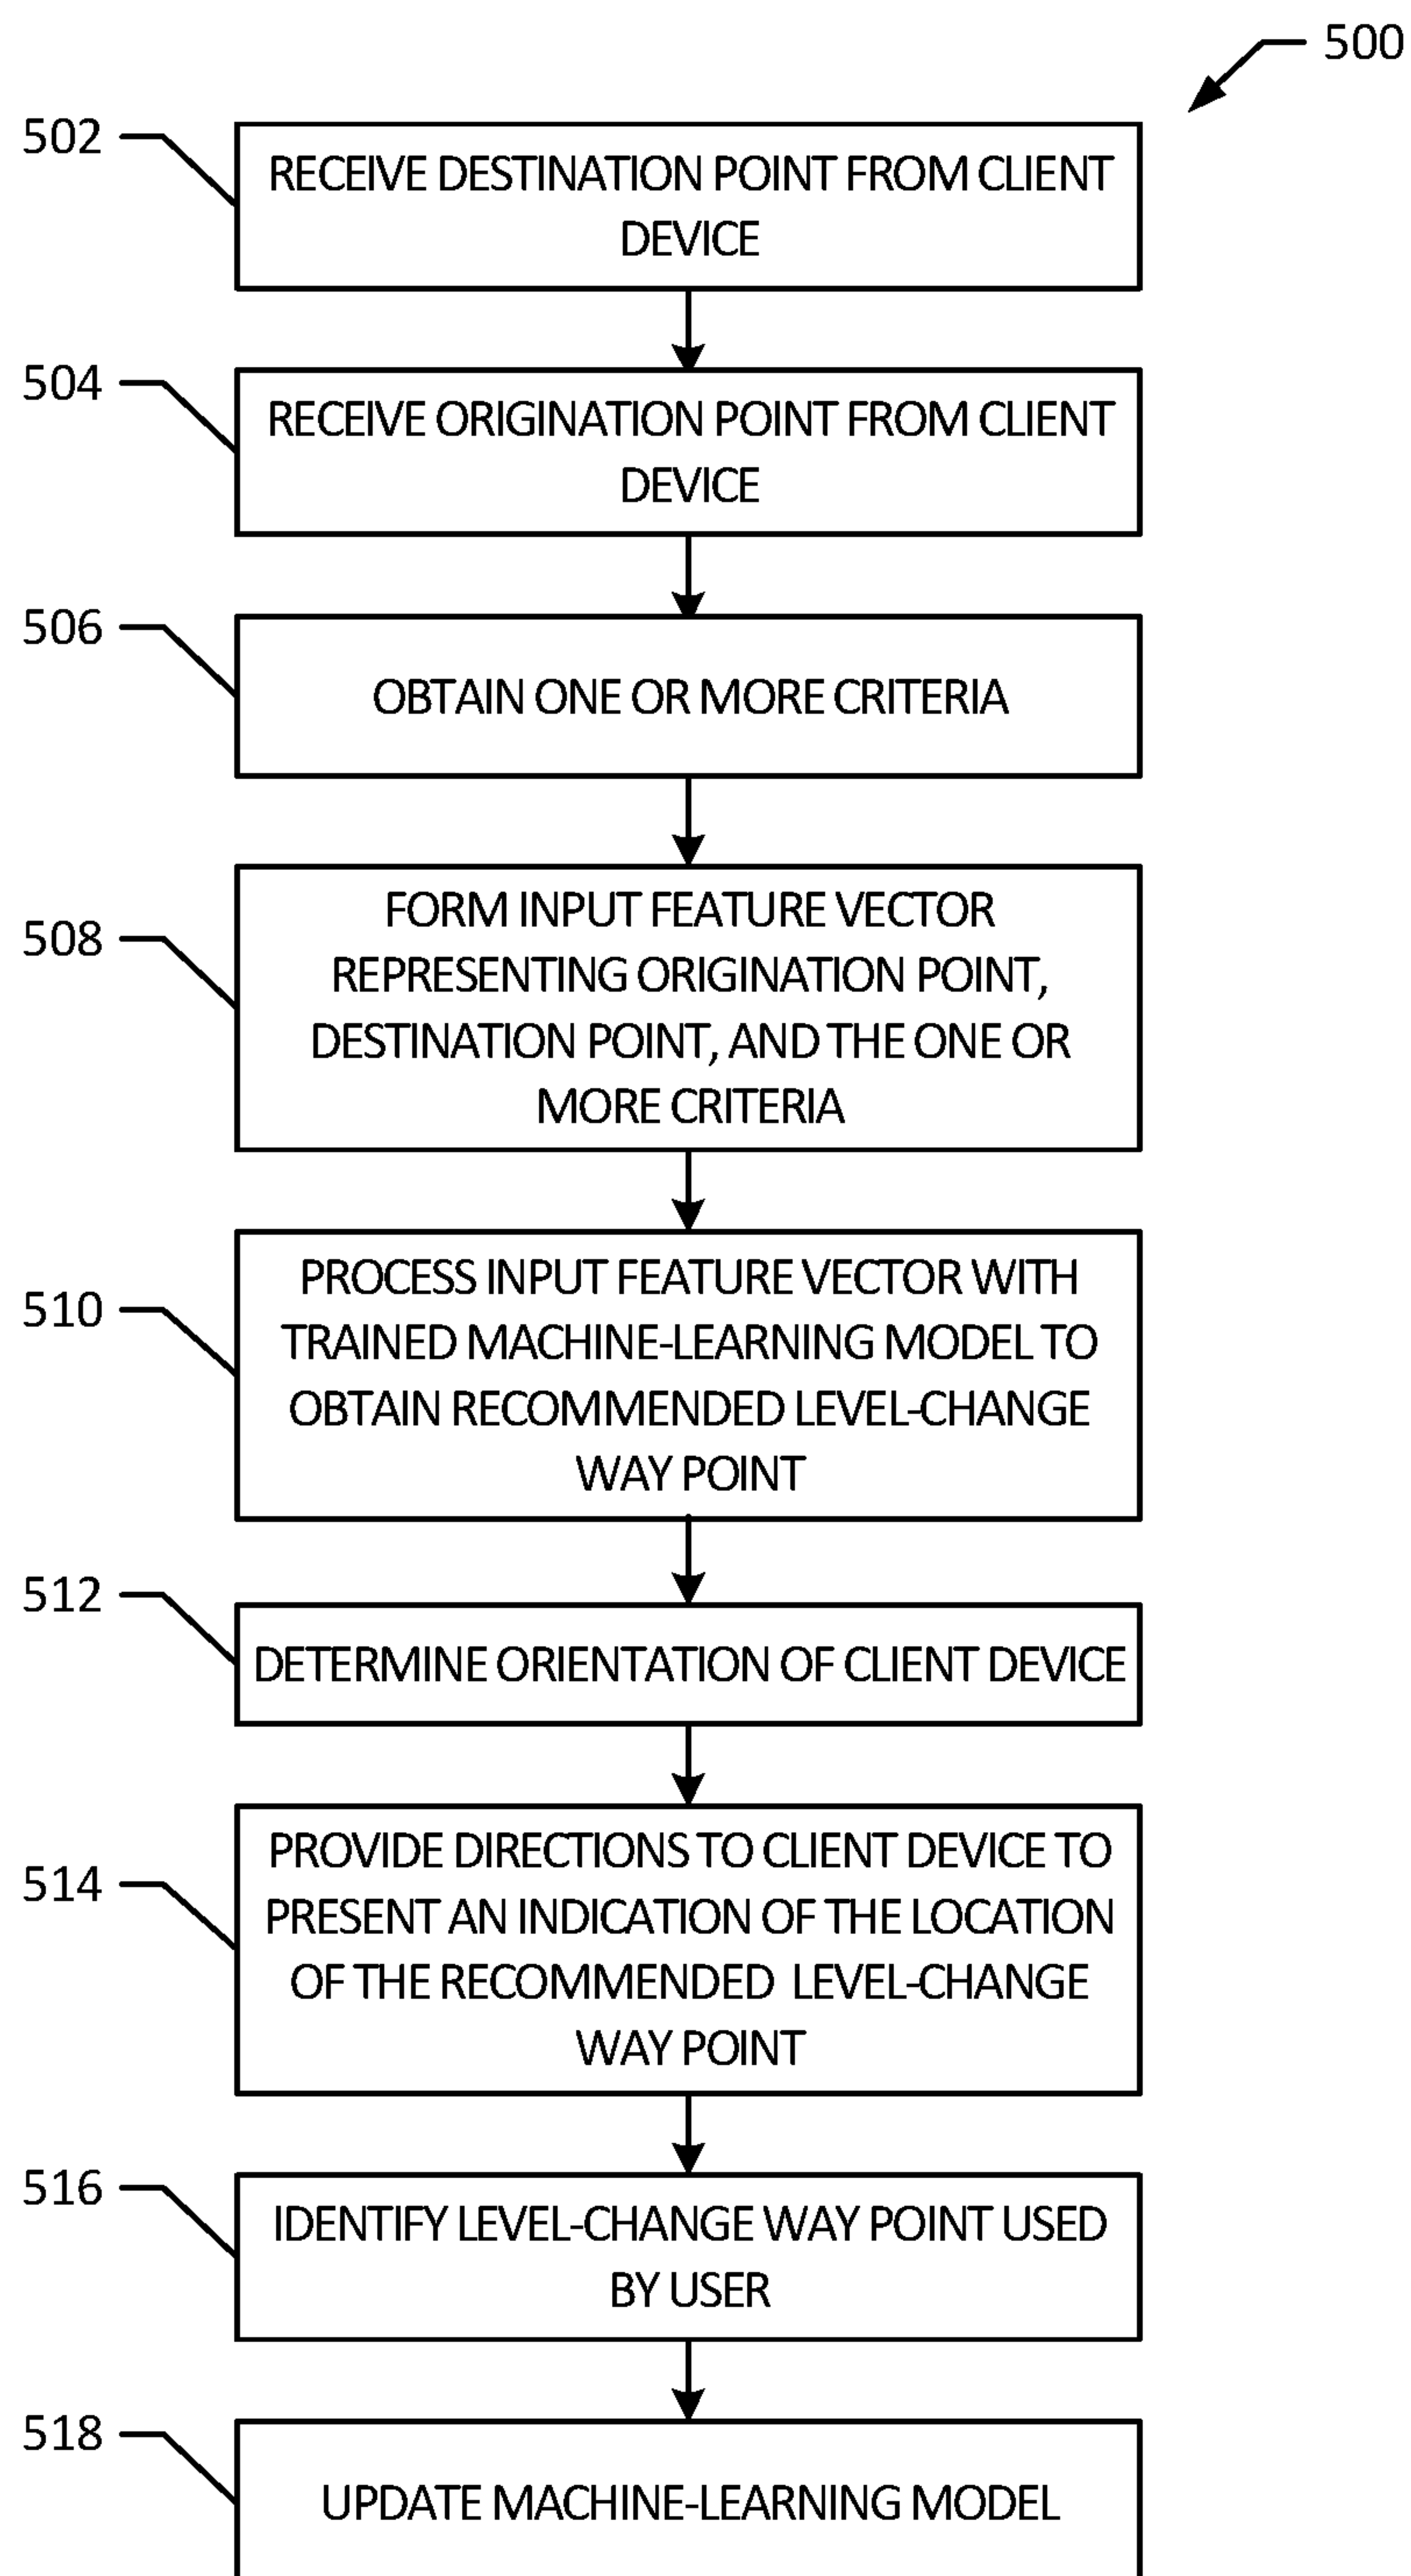 500
502
RECEIVE DESTINATION POINT FROM CLIENT
DEVICE
504
RECEIVE ORIGINATION POINT FROM CLIENT
DEVICE
506
OBTAIN ONE OR MORE CRITERIA
508
FORM INPUT FEATURE VECTOR
REPRESENTING ORIGINATION POINT,
DESTINATION POINT, AND THE ONE OR
MORE CRITERIA
510
PROCESS INPUT FEATURE VECTOR WITH
TRAINED MACHINE-LEARNING MODEL TO
OBTAIN RECOMMENDED LEVEL-CHANGE
WAY POINT
512
DETERMINE ORIENTATION OF CLIENT DEVICE
514
PROVIDE DIRECTIONS TO CLIENT DEVICE TO
PRESENT AN INDICATION OF THE LOCATION
OF THE RECOMMENDED LEVEL-CHANGE
WAY POINT
516
IDENTIFY LEVEL-CHANGE WAY POINT USED
BY USER
518
UPDATE MACHINE-LEARNING MODEL